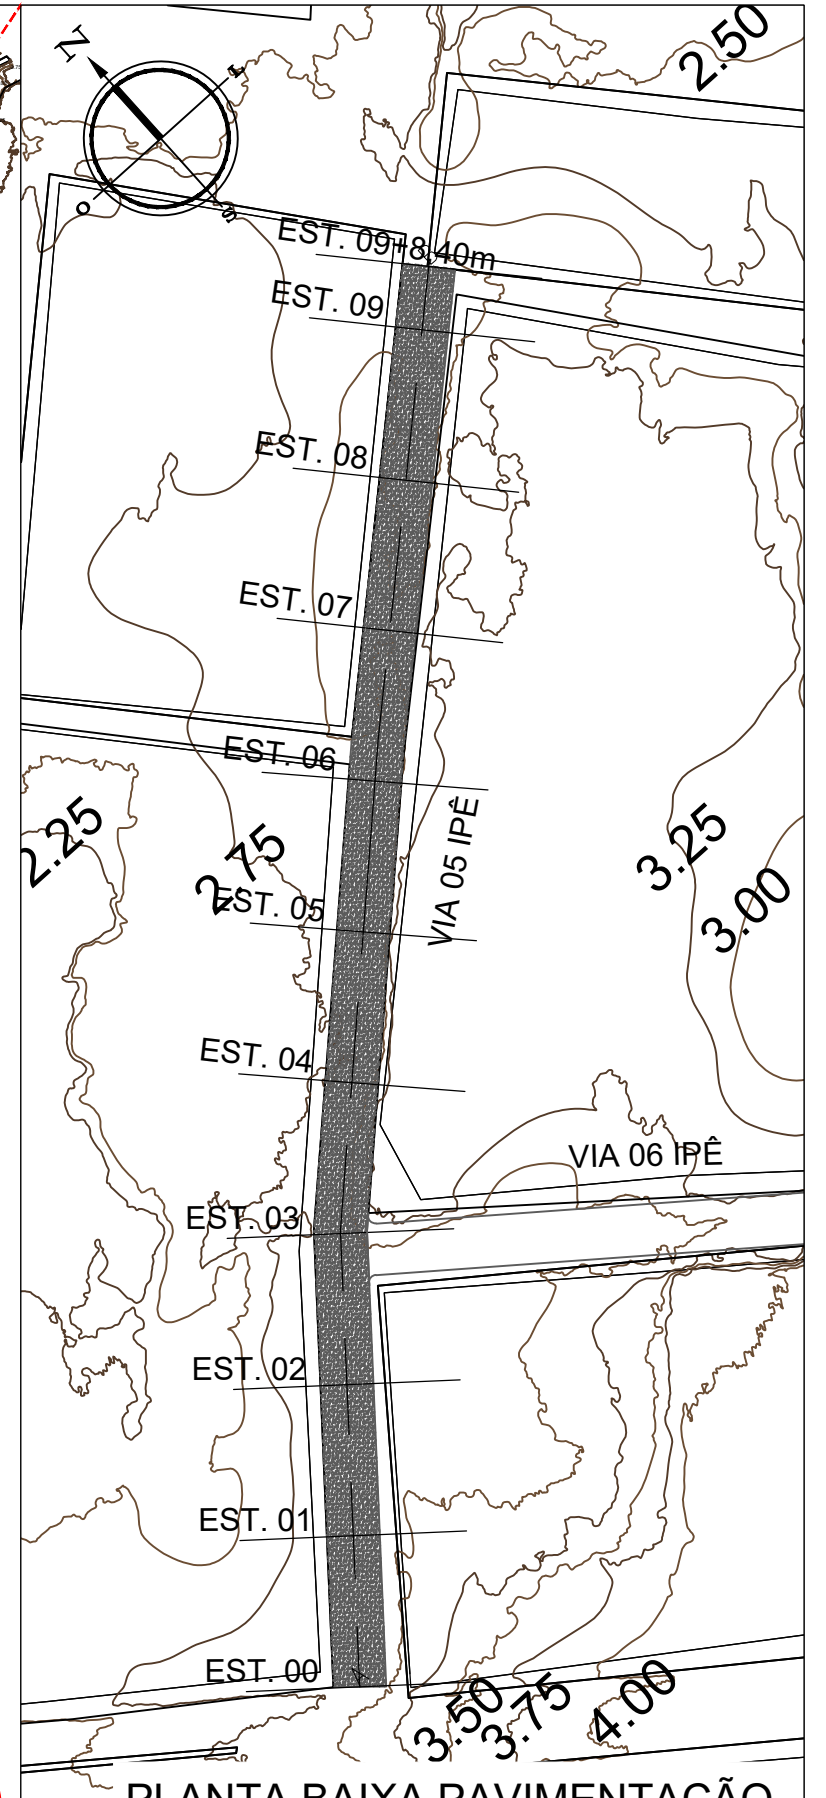 2.50
N
L
O
S
EST. 09+8,40m
EST. 09
EST. 08
EST. 07
EST. 06
2.25
2.75
3.25
VIA 05 IPÊ
3.00
EST. 05
EST. 04
VIA 06 IPÊ
EST. 03
EST. 02
EST. 01
EST. 00
3.50
3.75
4.00
PLANTA BAIXA PAVIMENTAÇÃO